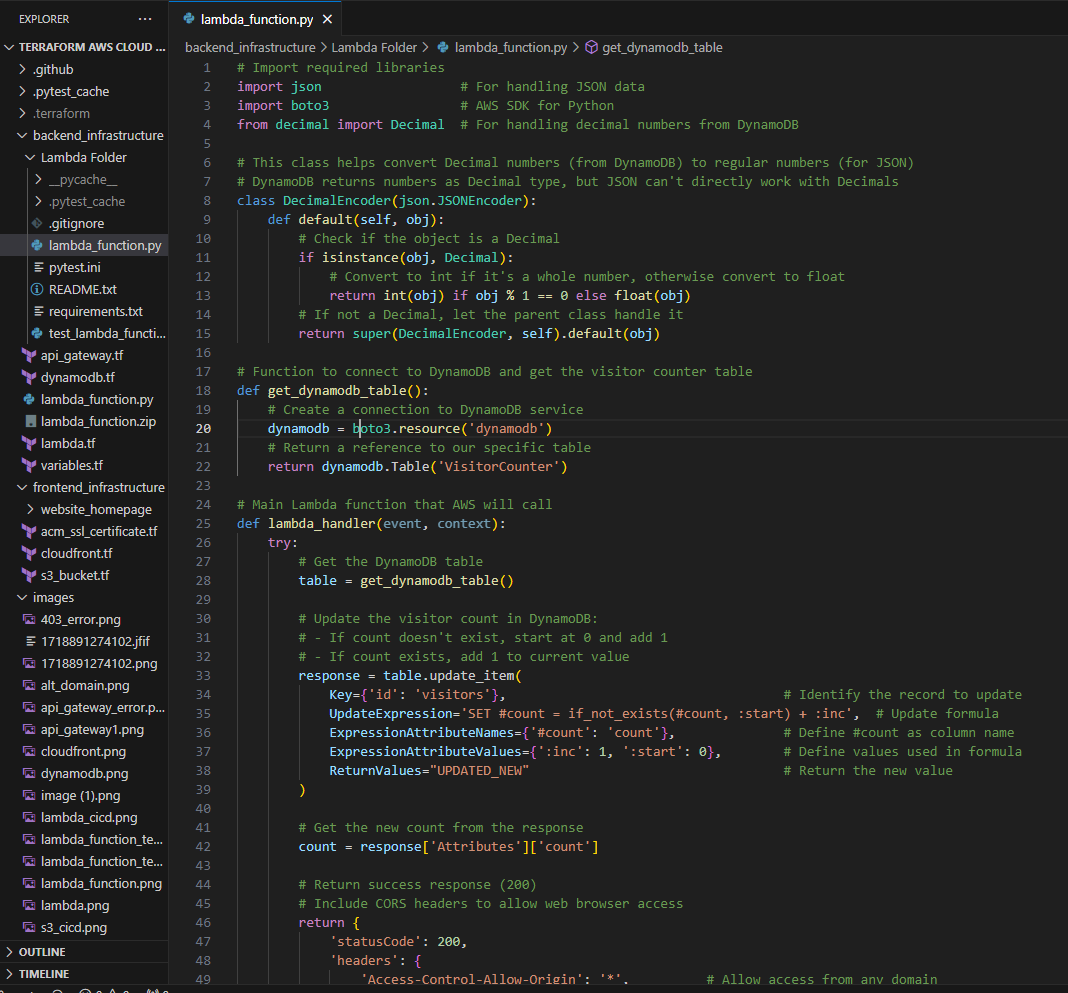 EXPLORER
TERRAFORM AWS CLOUD ...
.github
.pytest_cache
.terraform
backend_infrastructure
Lambda Folder
__pycache__
.pytest_cache
.gitignore
lambda_function.py
pytest.ini
README.txt
requirements.txt
test_lambda_functi...
api_gateway.tf
dynamodb.tf
lambda_function.py
lambda_function.zip
lambda.tf
variables.tf
frontend_infrastructure
website_homepage
acm_ssl_certificate.tf
cloudfront.tf
s3_bucket.tf
images
403_error.png
1718891274102.jfif
1718891274102.png
alt_domain.png
api_gateway_error.p...
api_gateway1.png
cloudfront.png
dynamodb.png
image (1).png
lambda_cicd.png
lambda_function_te...
lambda_function_te...
lambda_function.png
lambda.png
s3_cicd.png
OUTLINE
TIMELINE
lambda_function.py
backend_infrastructure > Lambda Folder > lambda_function.py > get_dynamodb_table
1 # Import required libraries
2 import json # For handling JSON data
3 import boto3 # AWS SDK for Python
4 from decimal import Decimal # For handling decimal numbers from DynamoDB
5
6 # This class helps convert Decimal numbers (from DynamoDB) to regular numbers (for JSON)
7 # DynamoDB returns numbers as Decimal type, but JSON can't directly work with Decimals
8 class DecimalEncoder(json.JSONEncoder):
9 def default(self, obj):
10 # Check if the object is a Decimal
11 if isinstance(obj, Decimal):
12 # Convert to int if it's a whole number, otherwise convert to float
13 return int(obj) if obj % 1 == 0 else float(obj)
14 # If not a Decimal, let the parent class handle it
15 return super(DecimalEncoder, self).default(obj)
16
17 # Function to connect to DynamoDB and get the visitor counter table
18 def get_dynamodb_table():
19 # Create a connection to DynamoDB service
20 dynamodb = boto3.resource('dynamodb')
21 # Return a reference to our specific table
22 return dynamodb.Table('VisitorCounter')
23
24 # Main Lambda function that AWS will call
25 def lambda_handler(event, context):
26 try:
27 # Get the DynamoDB table
28 table = get_dynamodb_table()
29
30 # Update the visitor count in DynamoDB:
31 # - If count doesn't exist, start at 0 and add 1
32 # - If count exists, add 1 to current value
33 response = table.update_item(
34 Key={'id': 'visitors'}, # Identify the record to update
35 UpdateExpression='SET #count = if_not_exists(#count, :start) + :inc', # Update formula
36 ExpressionAttributeNames={'#count': 'count'}, # Define #count as column name
37 ExpressionAttributeValues={':inc': 1, ':start': 0}, # Define values used in formula
38 ReturnValues="UPDATED_NEW" # Return the new value
39 )
40
41 # Get the new count from the response
42 count = response['Attributes']['count']
43
44 # Return success response (200)
45 # Include CORS headers to allow web browser access
46 return {
47 'statusCode': 200,
48 'headers': {
49 'Access-Control-Allow-Origin': '*', # Allow access from any domain